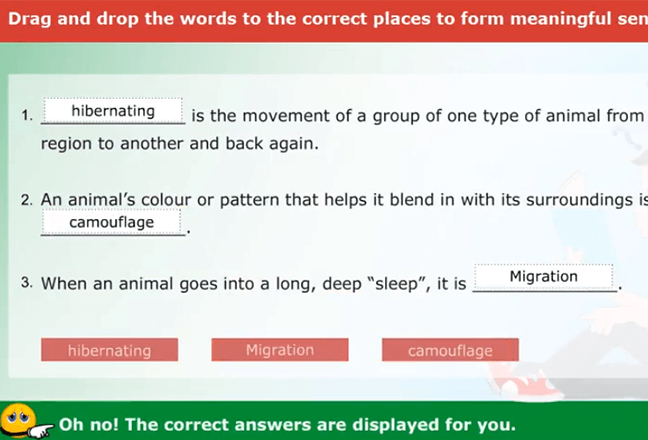 Drag and drop the words to the correct places to form meaningful
1. hibernating is the movement of a group of one type of animal from
region to another and back again.
2. An animal's colour or pattern that helps it blend in with its surroundings is
camouflage.
3. When an animal goes into a long, deep “sleep”, it is Migration.
hibernating Migration camouflage
Oh no! The correct answers are displayed for you.